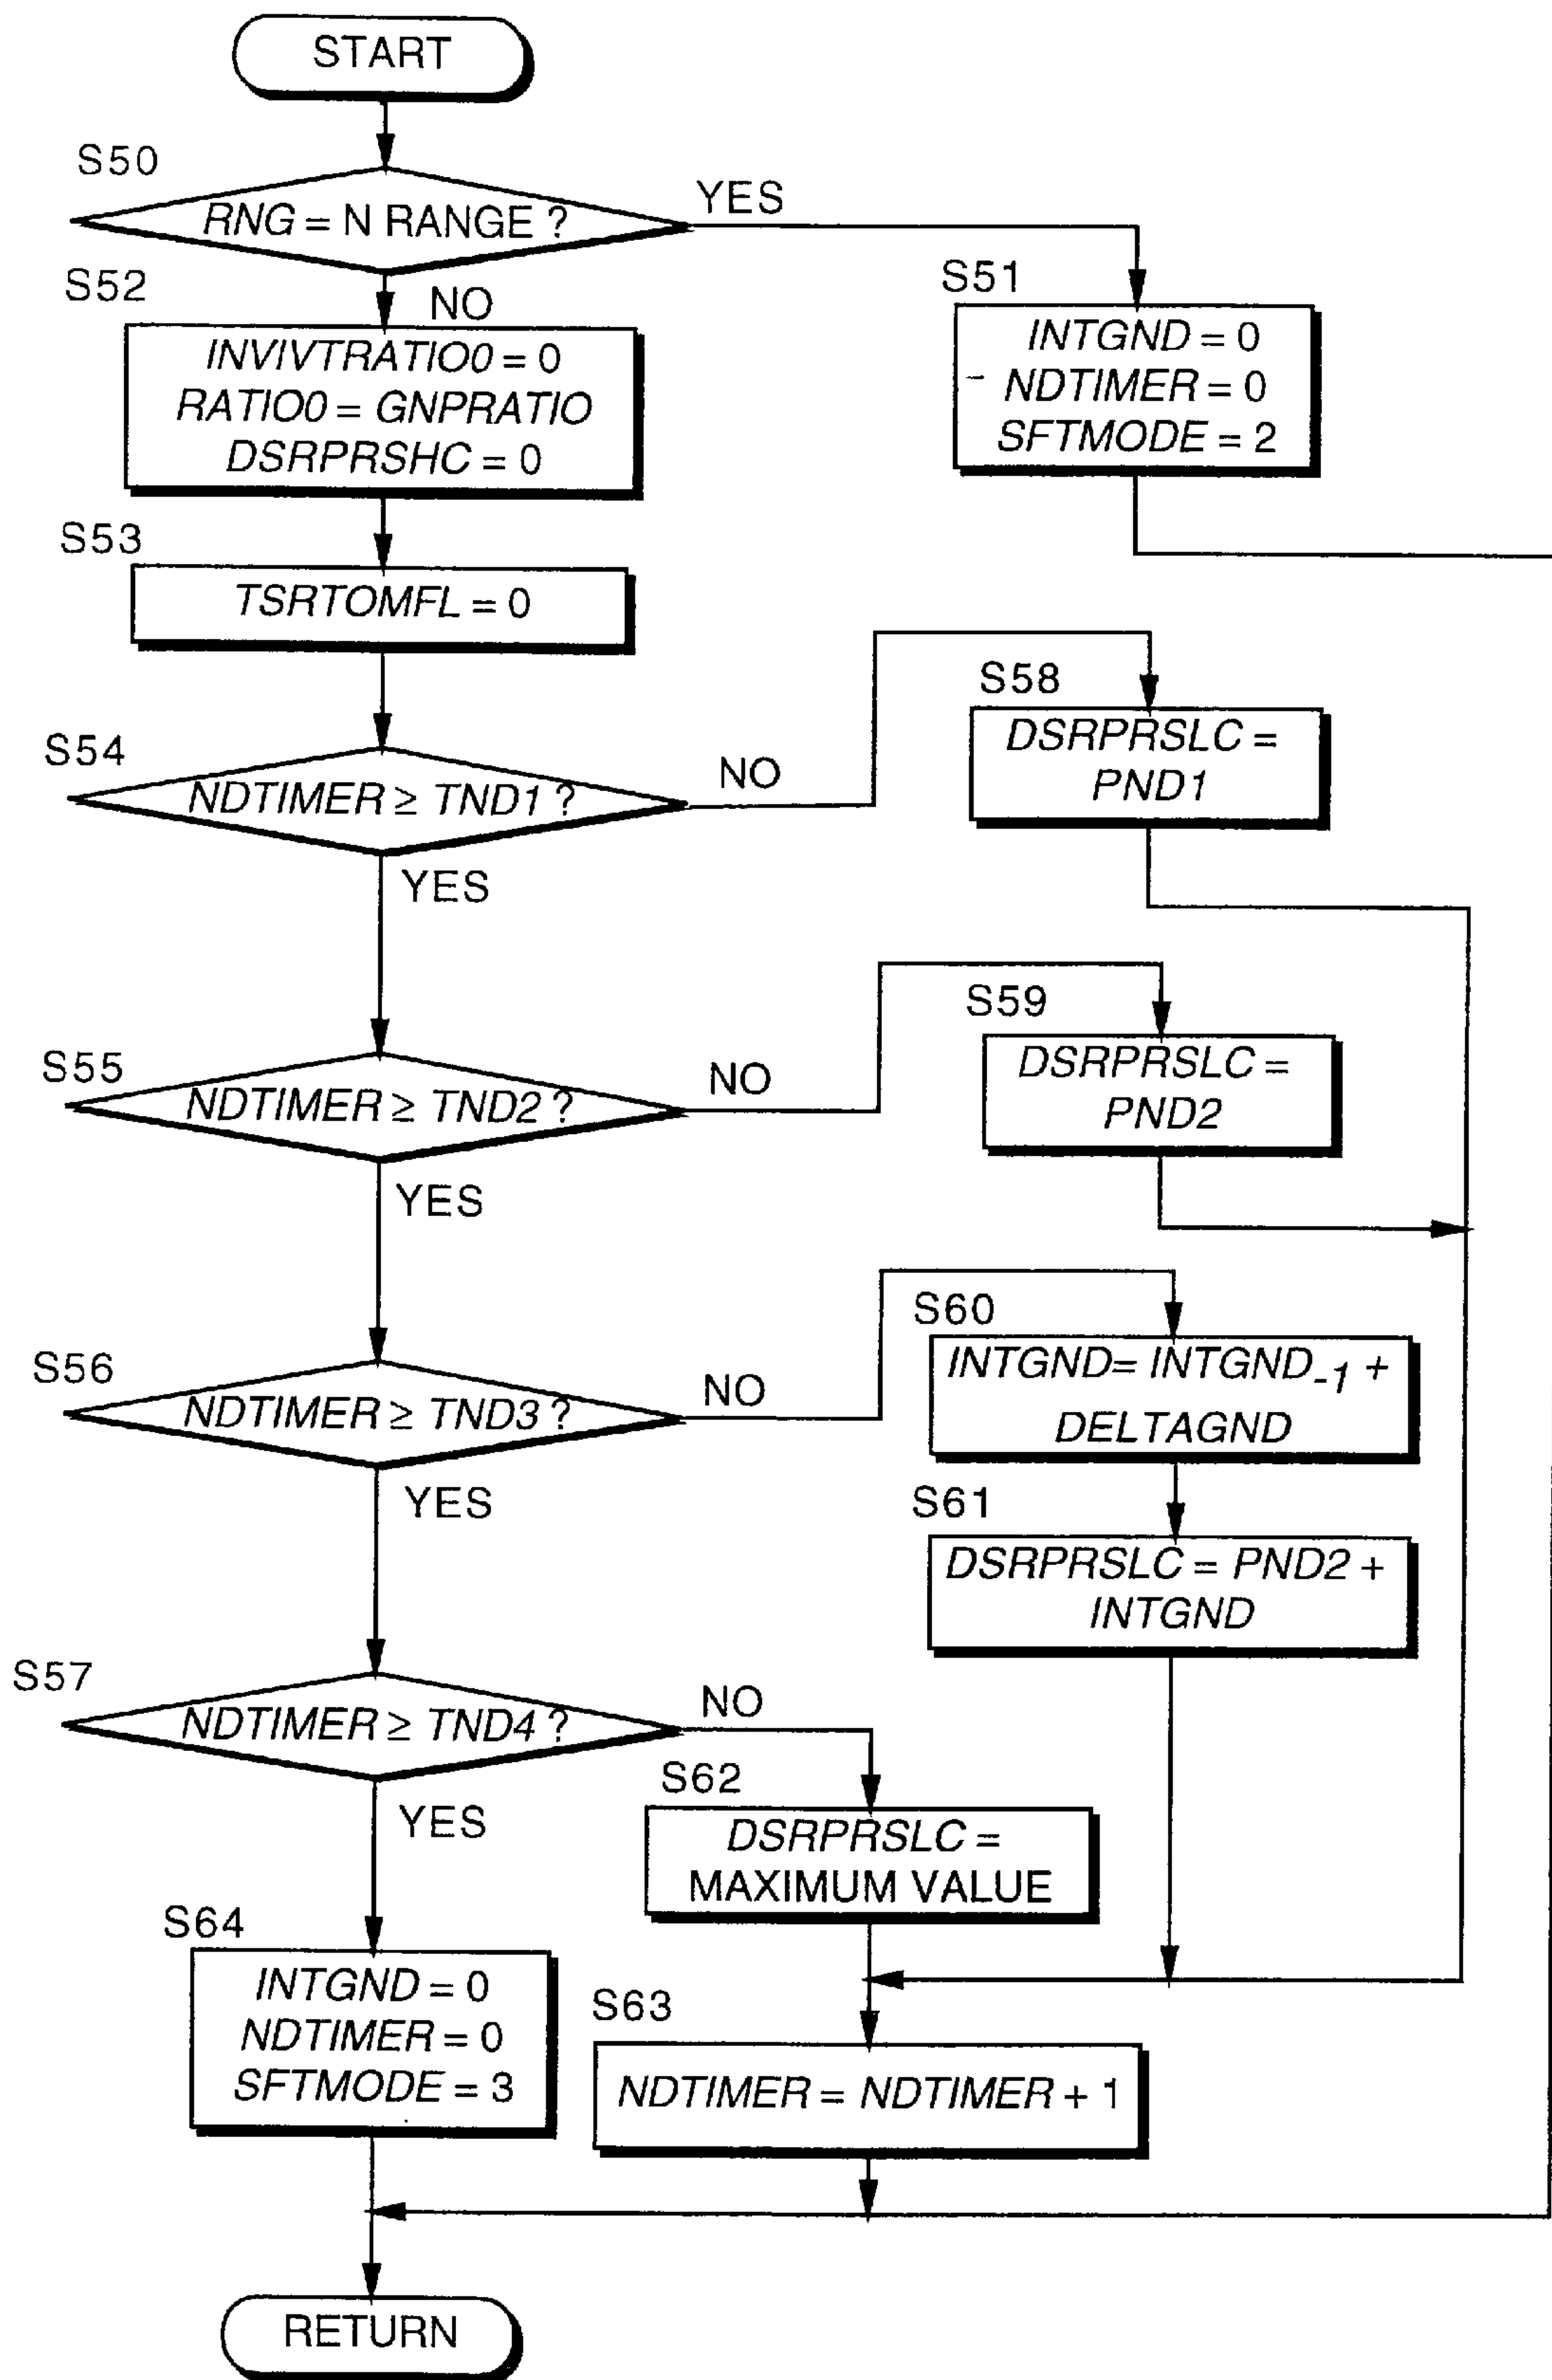 START
S50
RNG = N RANGE ?
YES
S52
NO
INVIVTRATIO0 = 0
RATIO0 = GNPRATIO
DSRPRSHC = 0
S51
INTGND = 0
NDTIMER = 0
SFTMODE = 2
S53
TSRTOMFL = 0
S54
NDTIMER ≥ TND1 ?
NO
YES
S58
DSRPRSLC =
PND1
S55
NDTIMER ≥ TND2 ?
NO
YES
S59
DSRPRSLC =
PND2
S56
NDTIMER ≥ TND3 ?
NO
YES
S60
INTGND= INTGND-1 +
DELTAGND
S61
DSRPRSLC = PND2 +
INTGND
S57
NDTIMER ≥ TND4 ?
NO
YES
S62
DSRPRSLC =
MAXIMUM VALUE
S64
INTGND = 0
NDTIMER = 0
SFTMODE = 3
S63
NDTIMER = NDTIMER + 1
RETURN